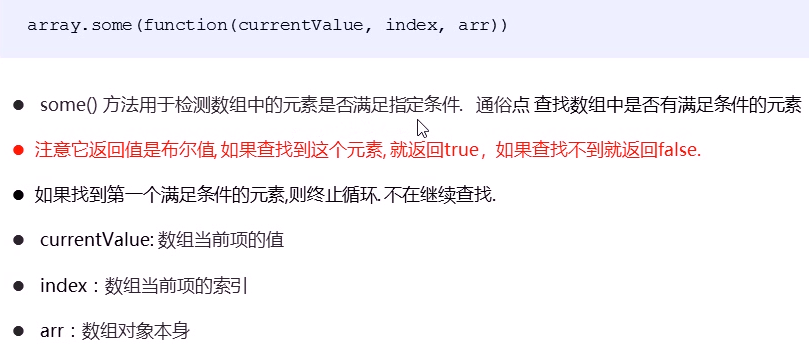 array.some(function(currentValue, index, arr))
some() 方法用于检测数组中的元素是否满足指定条件. 通俗点 查找数组中是否有满足条件的元素
注意它返回值是布尔值, 如果查找到这个元素, 就返回true， 如果查找不到就返回false.
如果找到第一个满足条件的元素,则终止循环. 不在继续查找.
currentValue: 数组当前项的值
index：数组当前项的索引
arr：数组对象本身